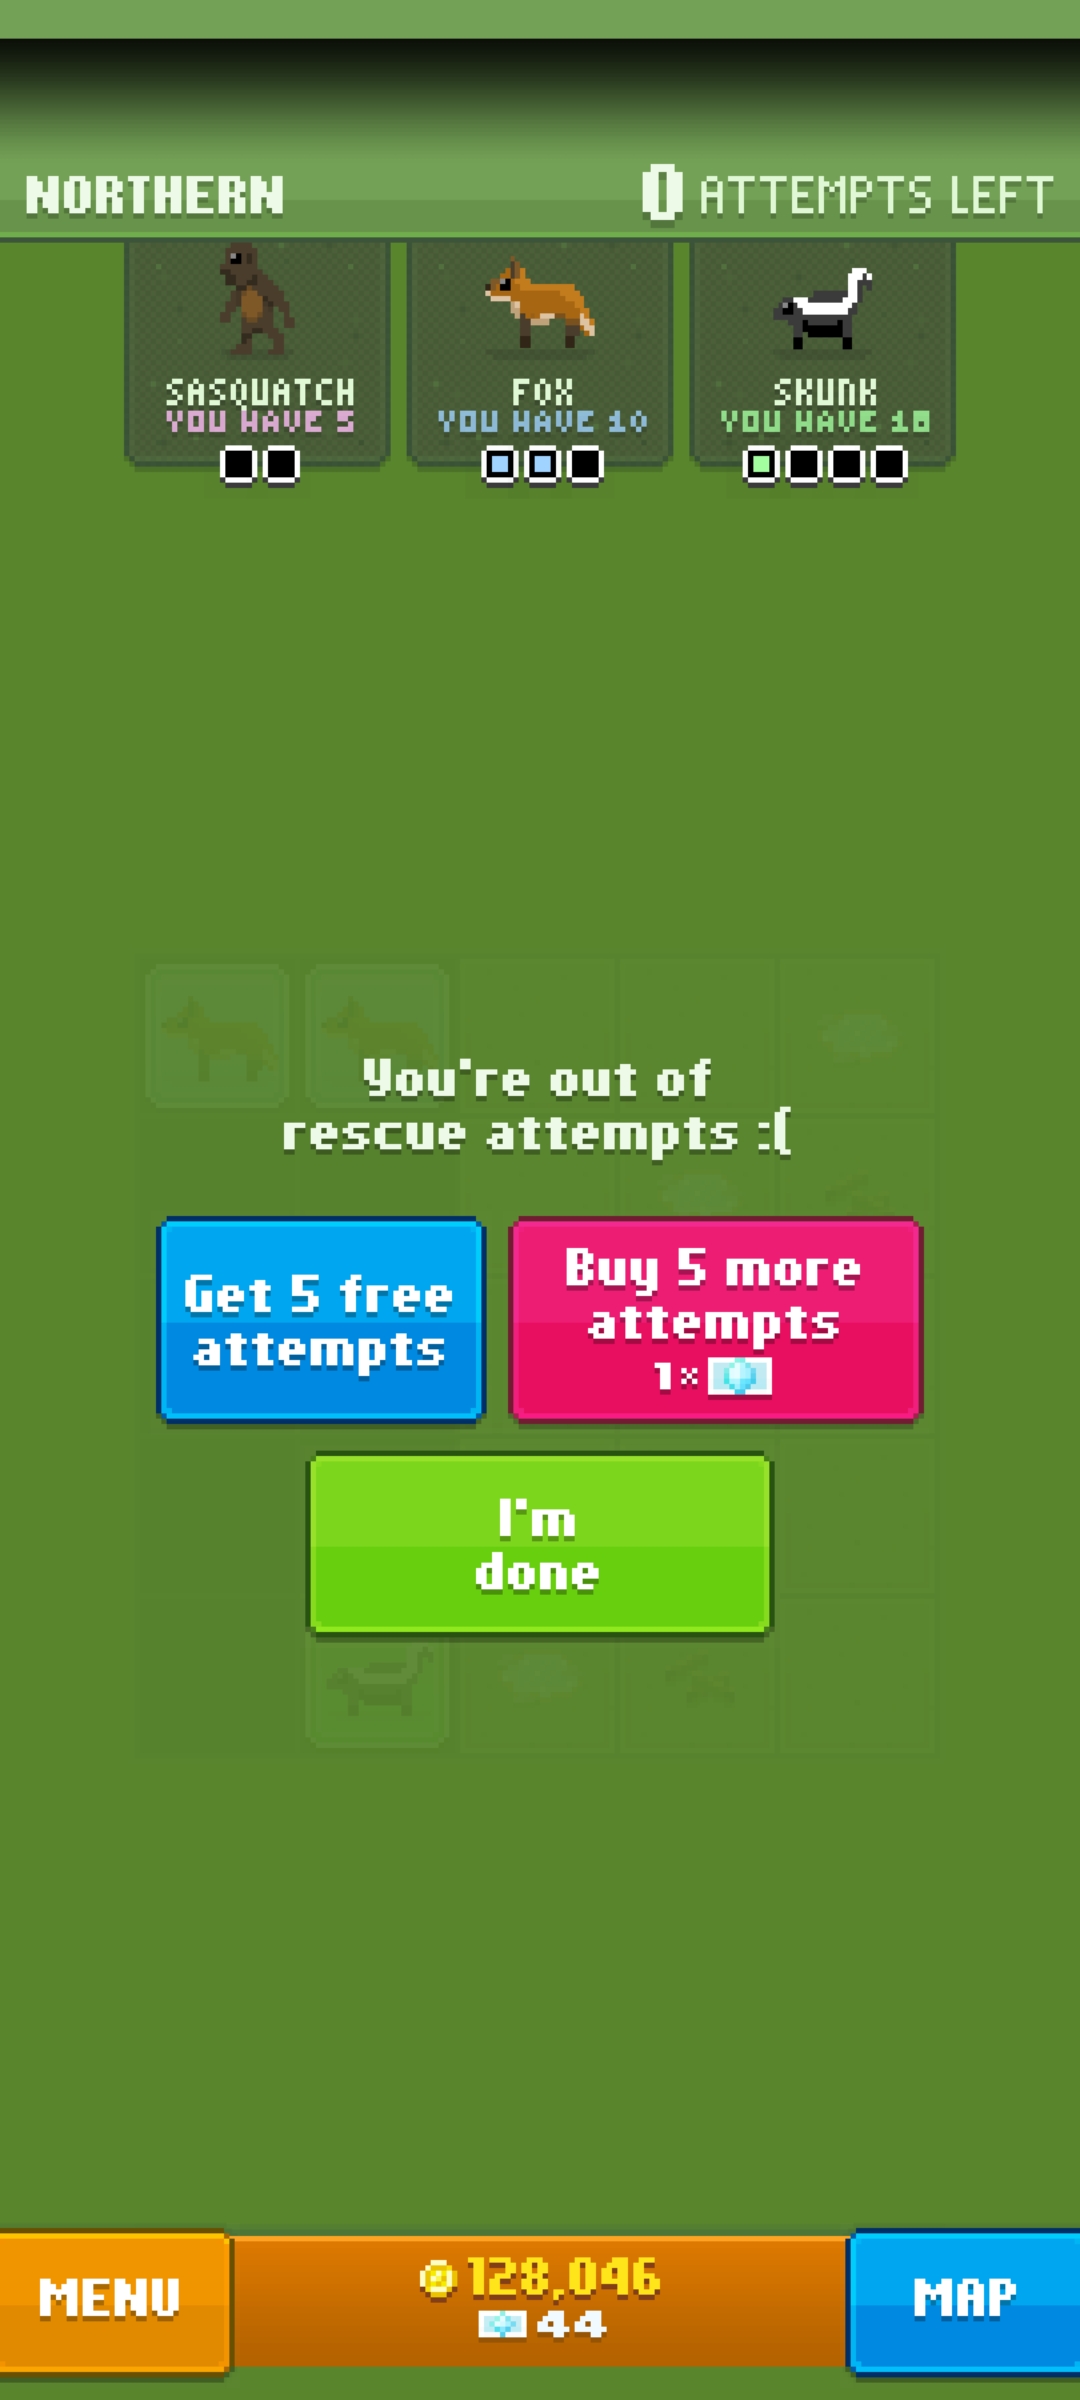 NORTHERN
0 ATTEMPTS LEFT
SASQUATCH
YOU HAVE 5
FOX
YOU HAVE 10
SKUNK
YOU HAVE 18
You're out of
rescue attempts :(
Get 5 free
attempts
Buy 5 more
attempts
1×
I'm
done
MENU
128,046
44
MAP